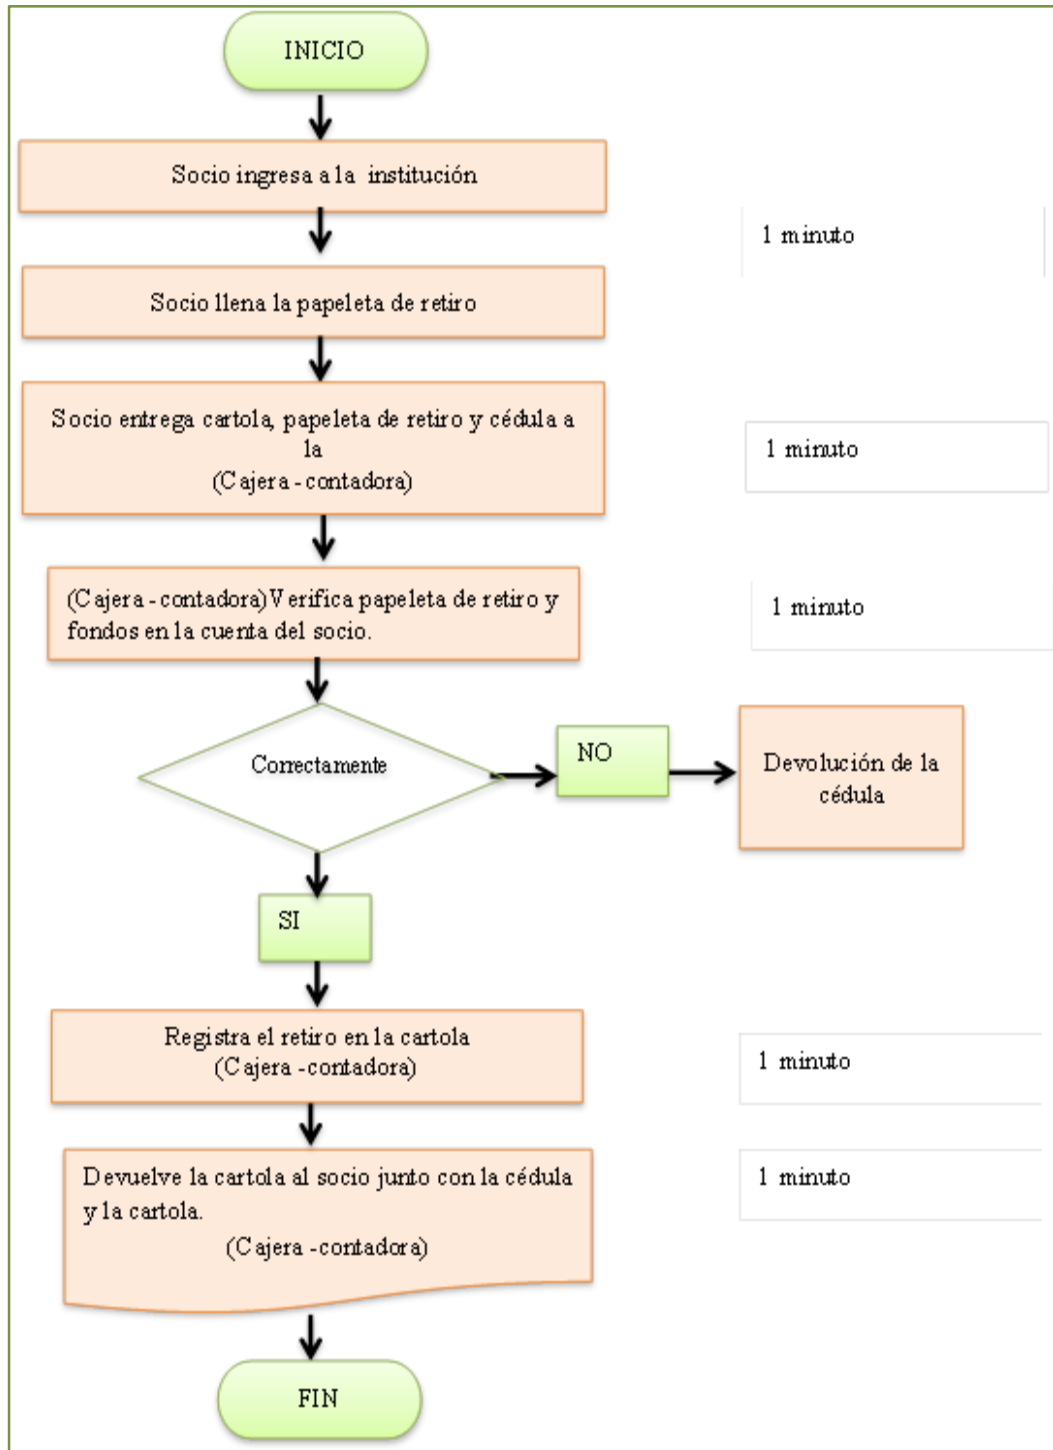 INICIO
Socio ingresa a la institución
1 minuto
Socio llena la papeleta de retiro
Socio entrega cartola, papeleta de retiro y cédula a
la
(Cajera - contadora)
1 minuto
(Cajera - contadora) Verifica papeleta de retiro y
fondos en la cuenta del socio.
1 minuto
Correctamente
NO
Devolución de la
cédula
SI
Registra el retiro en la cartola
(Cajera - contadora)
1 minuto
Devuelve la cartola al socio junto con la cédula
y la cartola.
(Cajera - contadora)
1 minuto
FIN